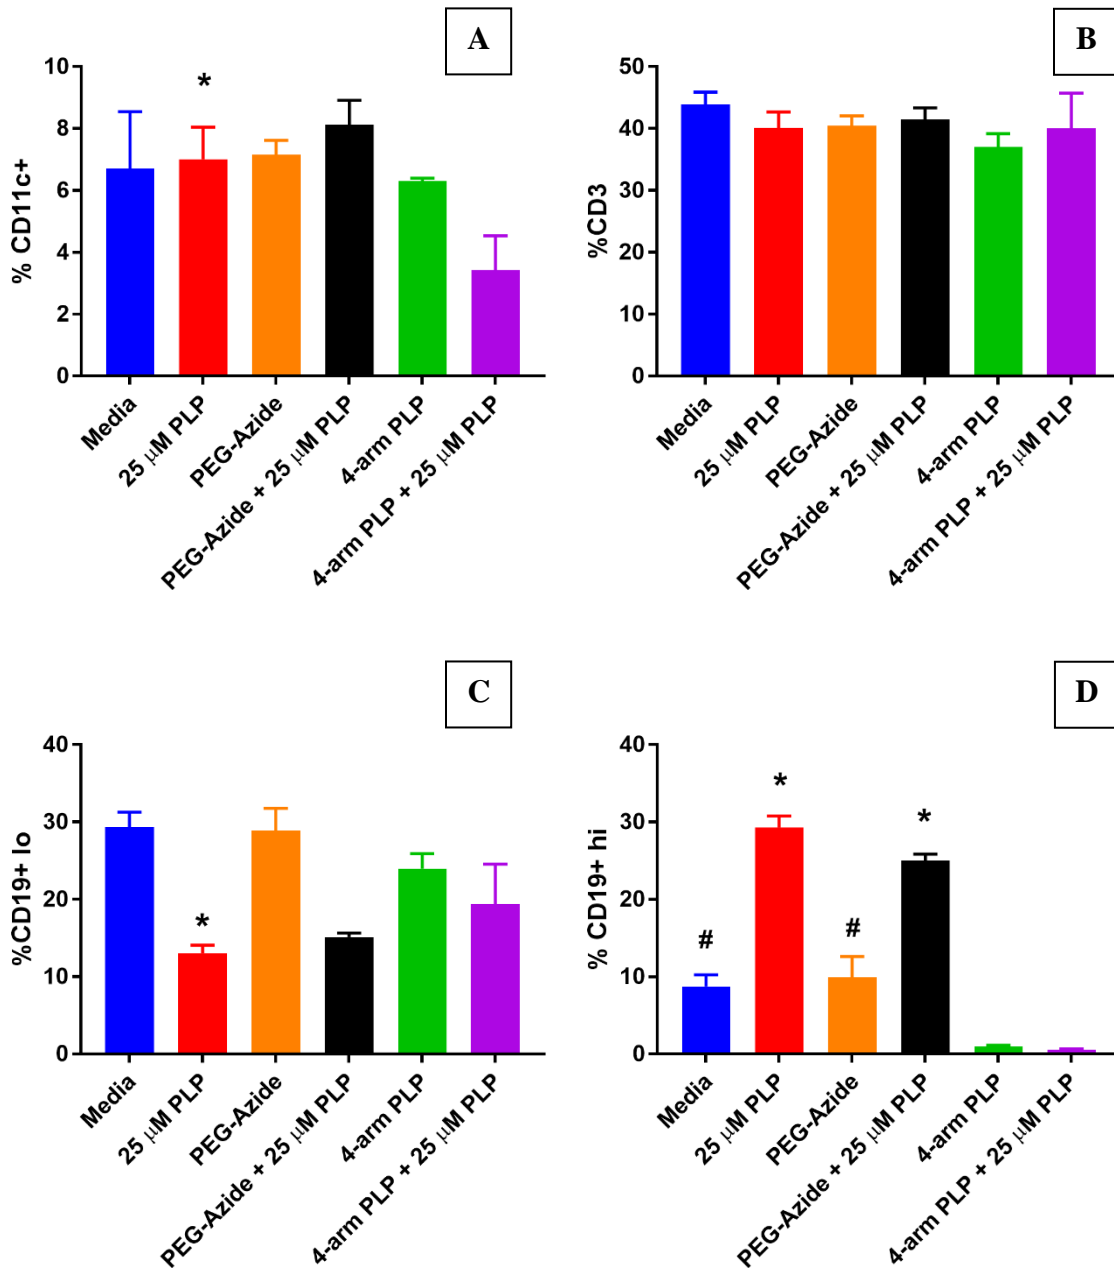 A
10
8
6
4
2
0
% CD11c+
*
Media
25 μM PLP
PEG-Azide
PEG-Azide + 25 μM PLP
4-arm PLP
4-arm PLP + 25 μM PLP
B
50
40
30
20
10
0
%CD3
Media
25 μM PLP
PEG-Azide
PEG-Azide + 25 μM PLP
4-arm PLP
4-arm PLP + 25 μM PLP
C
40
30
20
10
0
%CD19+ lo
*
Media
25 μM PLP
PEG-Azide
PEG-Azide + 25 μM PLP
4-arm PLP
4-arm PLP + 25 μM PLP
D
40
30
20
10
0
% CD19+ hi
# * # *
Media
25 μM PLP
PEG-Azide
PEG-Azide + 25 μM PLP
4-arm PLP
4-arm PLP + 25 μM PLP